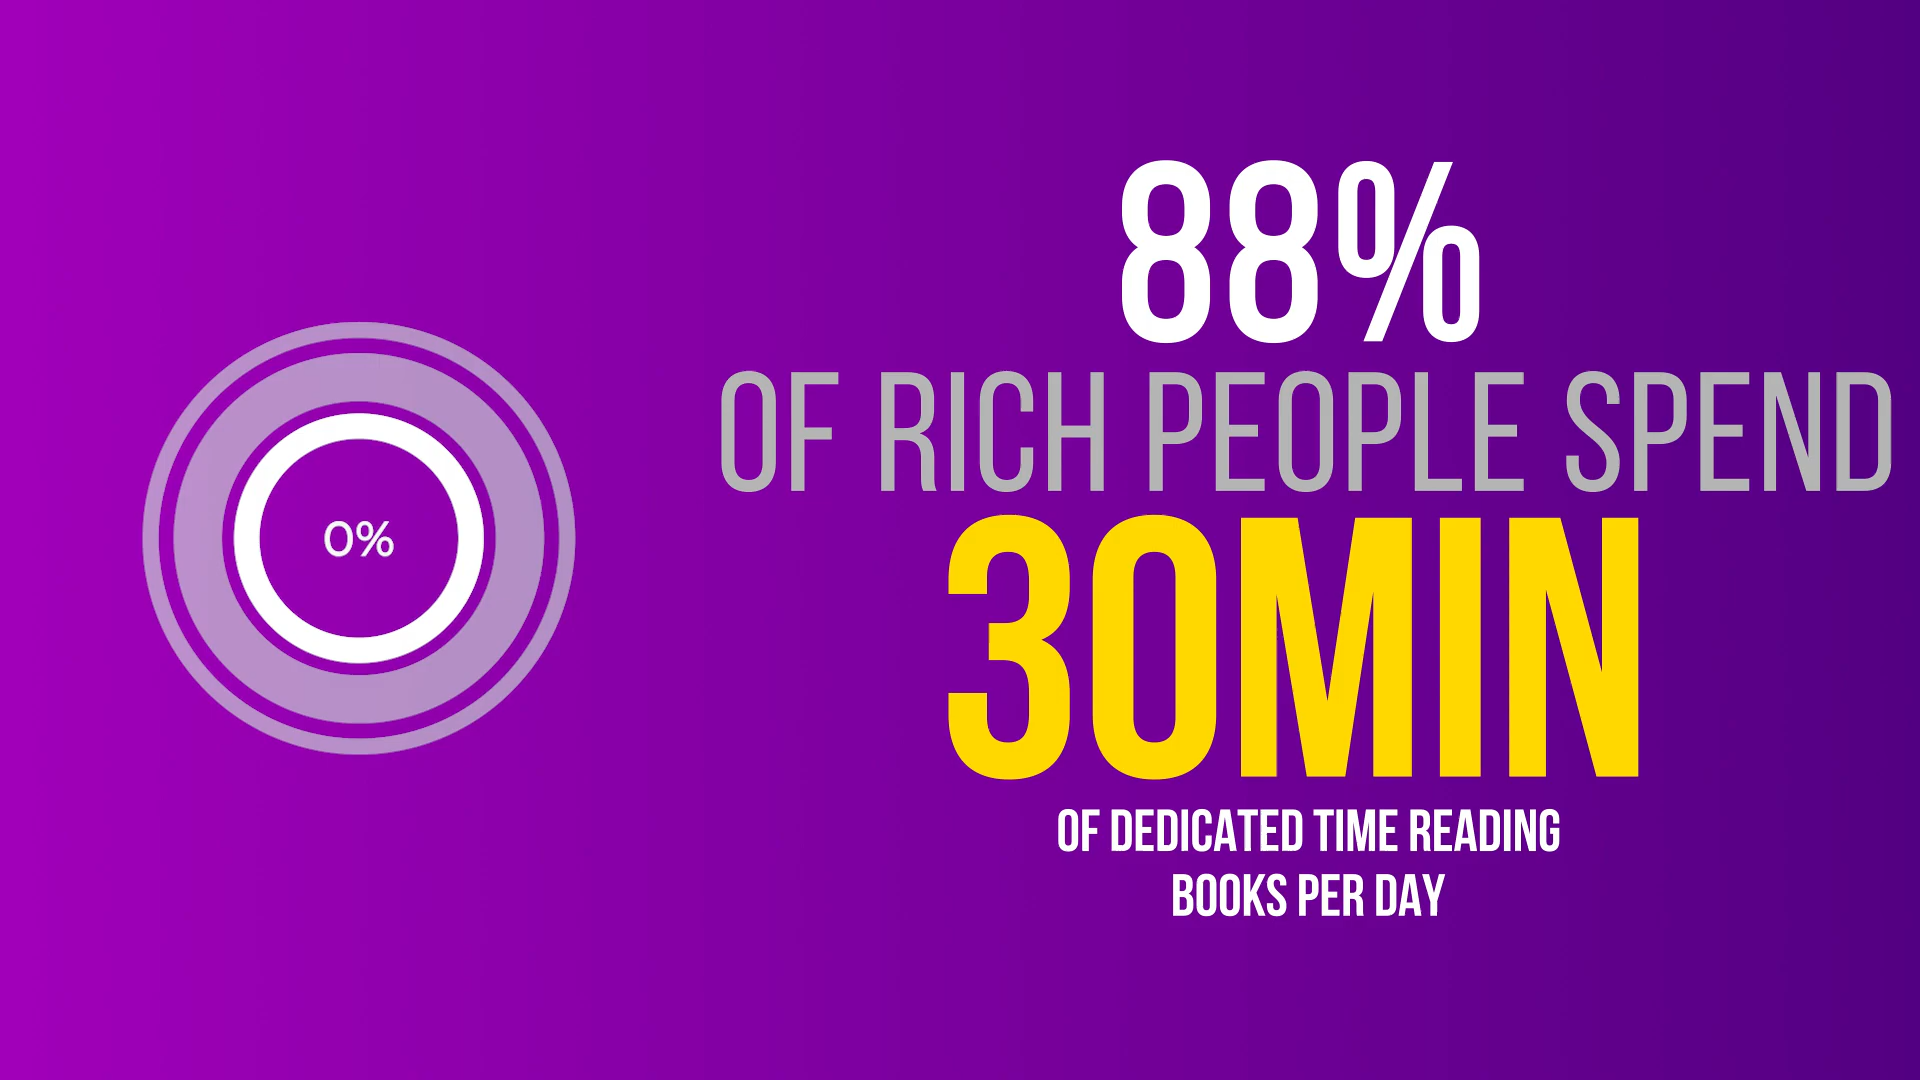 0%
88%
OF RICH PEOPLE SPEND
30MIN
OF DEDICATED TIME READING
BOOKS PER DAY